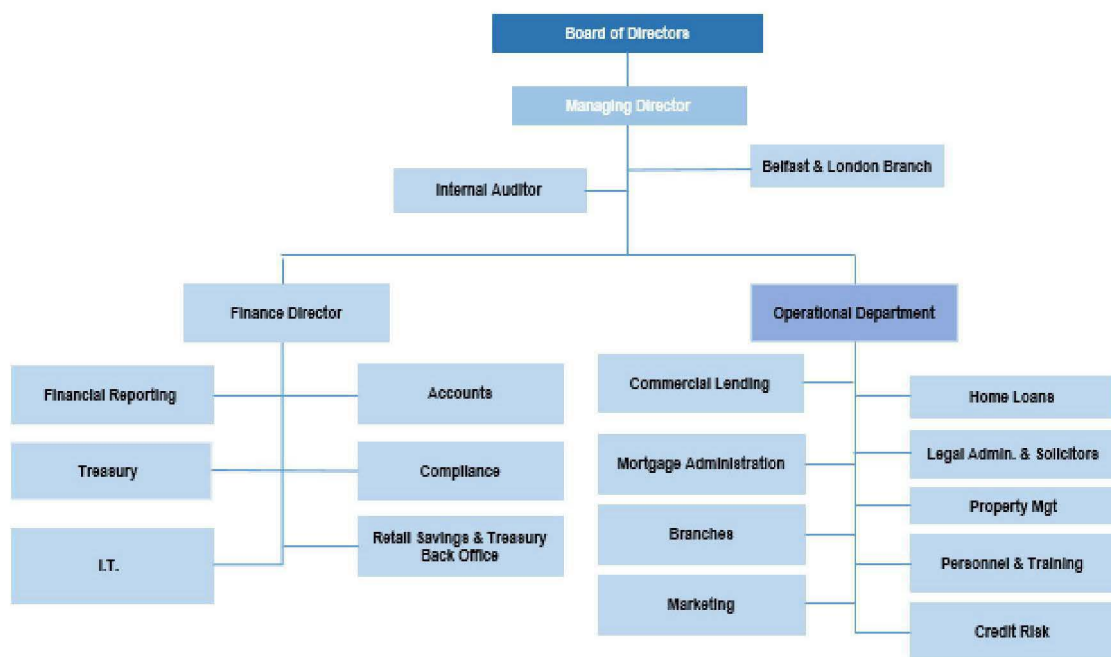 Board of Directors
Managing Director
Belfast & London Branch
Internal Auditor
Finance Director
Operational Department
Financial Reporting
Accounts
Commercial Lending
Home Loans
Treasury
Compliance
Mortgage Administration
Legal Admin. & Solicitors
Property Mgt
I.T.
Retail Savings & Treasury
Back Office
Branches
Personnel & Training
Marketing
Credit Risk